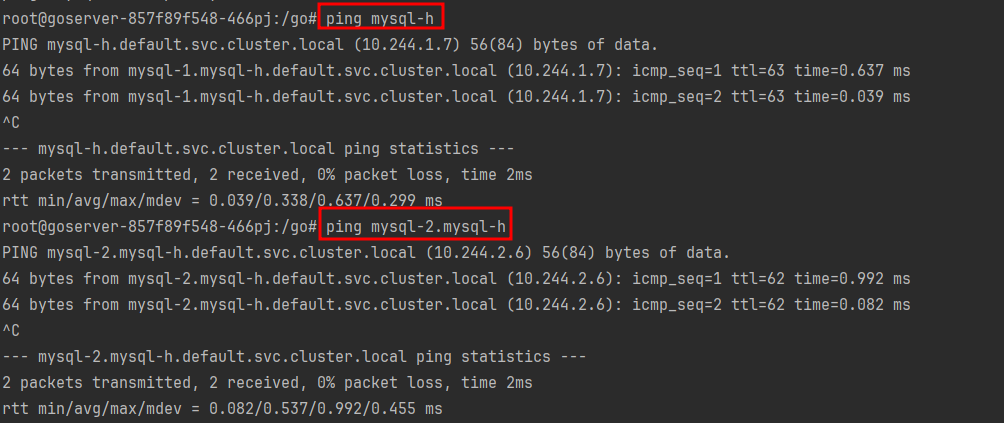 root@goserver-857f89f548-466pj:/go# ping mysql-h
PING mysql-h.default.svc.cluster.local (10.244.1.7) 56(84) bytes of data.
64 bytes from mysql-1.mysql-h.default.svc.cluster.local (10.244.1.7): icmp_seq=1 ttl=63 time=0.637 ms
64 bytes from mysql-1.mysql-h.default.svc.cluster.local (10.244.1.7): icmp_seq=2 ttl=63 time=0.039 ms
^C
--- mysql-h.default.svc.cluster.local ping statistics ---
2 packets transmitted, 2 received, 0% packet loss, time 2ms
rtt min/avg/max/mdev = 0.039/0.338/0.637/0.299 ms
root@goserver-857f89f548-466pj:/go# ping mysql-2.mysql-h
PING mysql-2.mysql-h.default.svc.cluster.local (10.244.2.6) 56(84) bytes of data.
64 bytes from mysql-2.mysql-h.default.svc.cluster.local (10.244.2.6): icmp_seq=1 ttl=62 time=0.992 ms
64 bytes from mysql-2.mysql-h.default.svc.cluster.local (10.244.2.6): icmp_seq=2 ttl=62 time=0.082 ms
^C
--- mysql-2.mysql-h.default.svc.cluster.local ping statistics ---
2 packets transmitted, 2 received, 0% packet loss, time 2ms
rtt min/avg/max/mdev = 0.082/0.537/0.992/0.455 ms